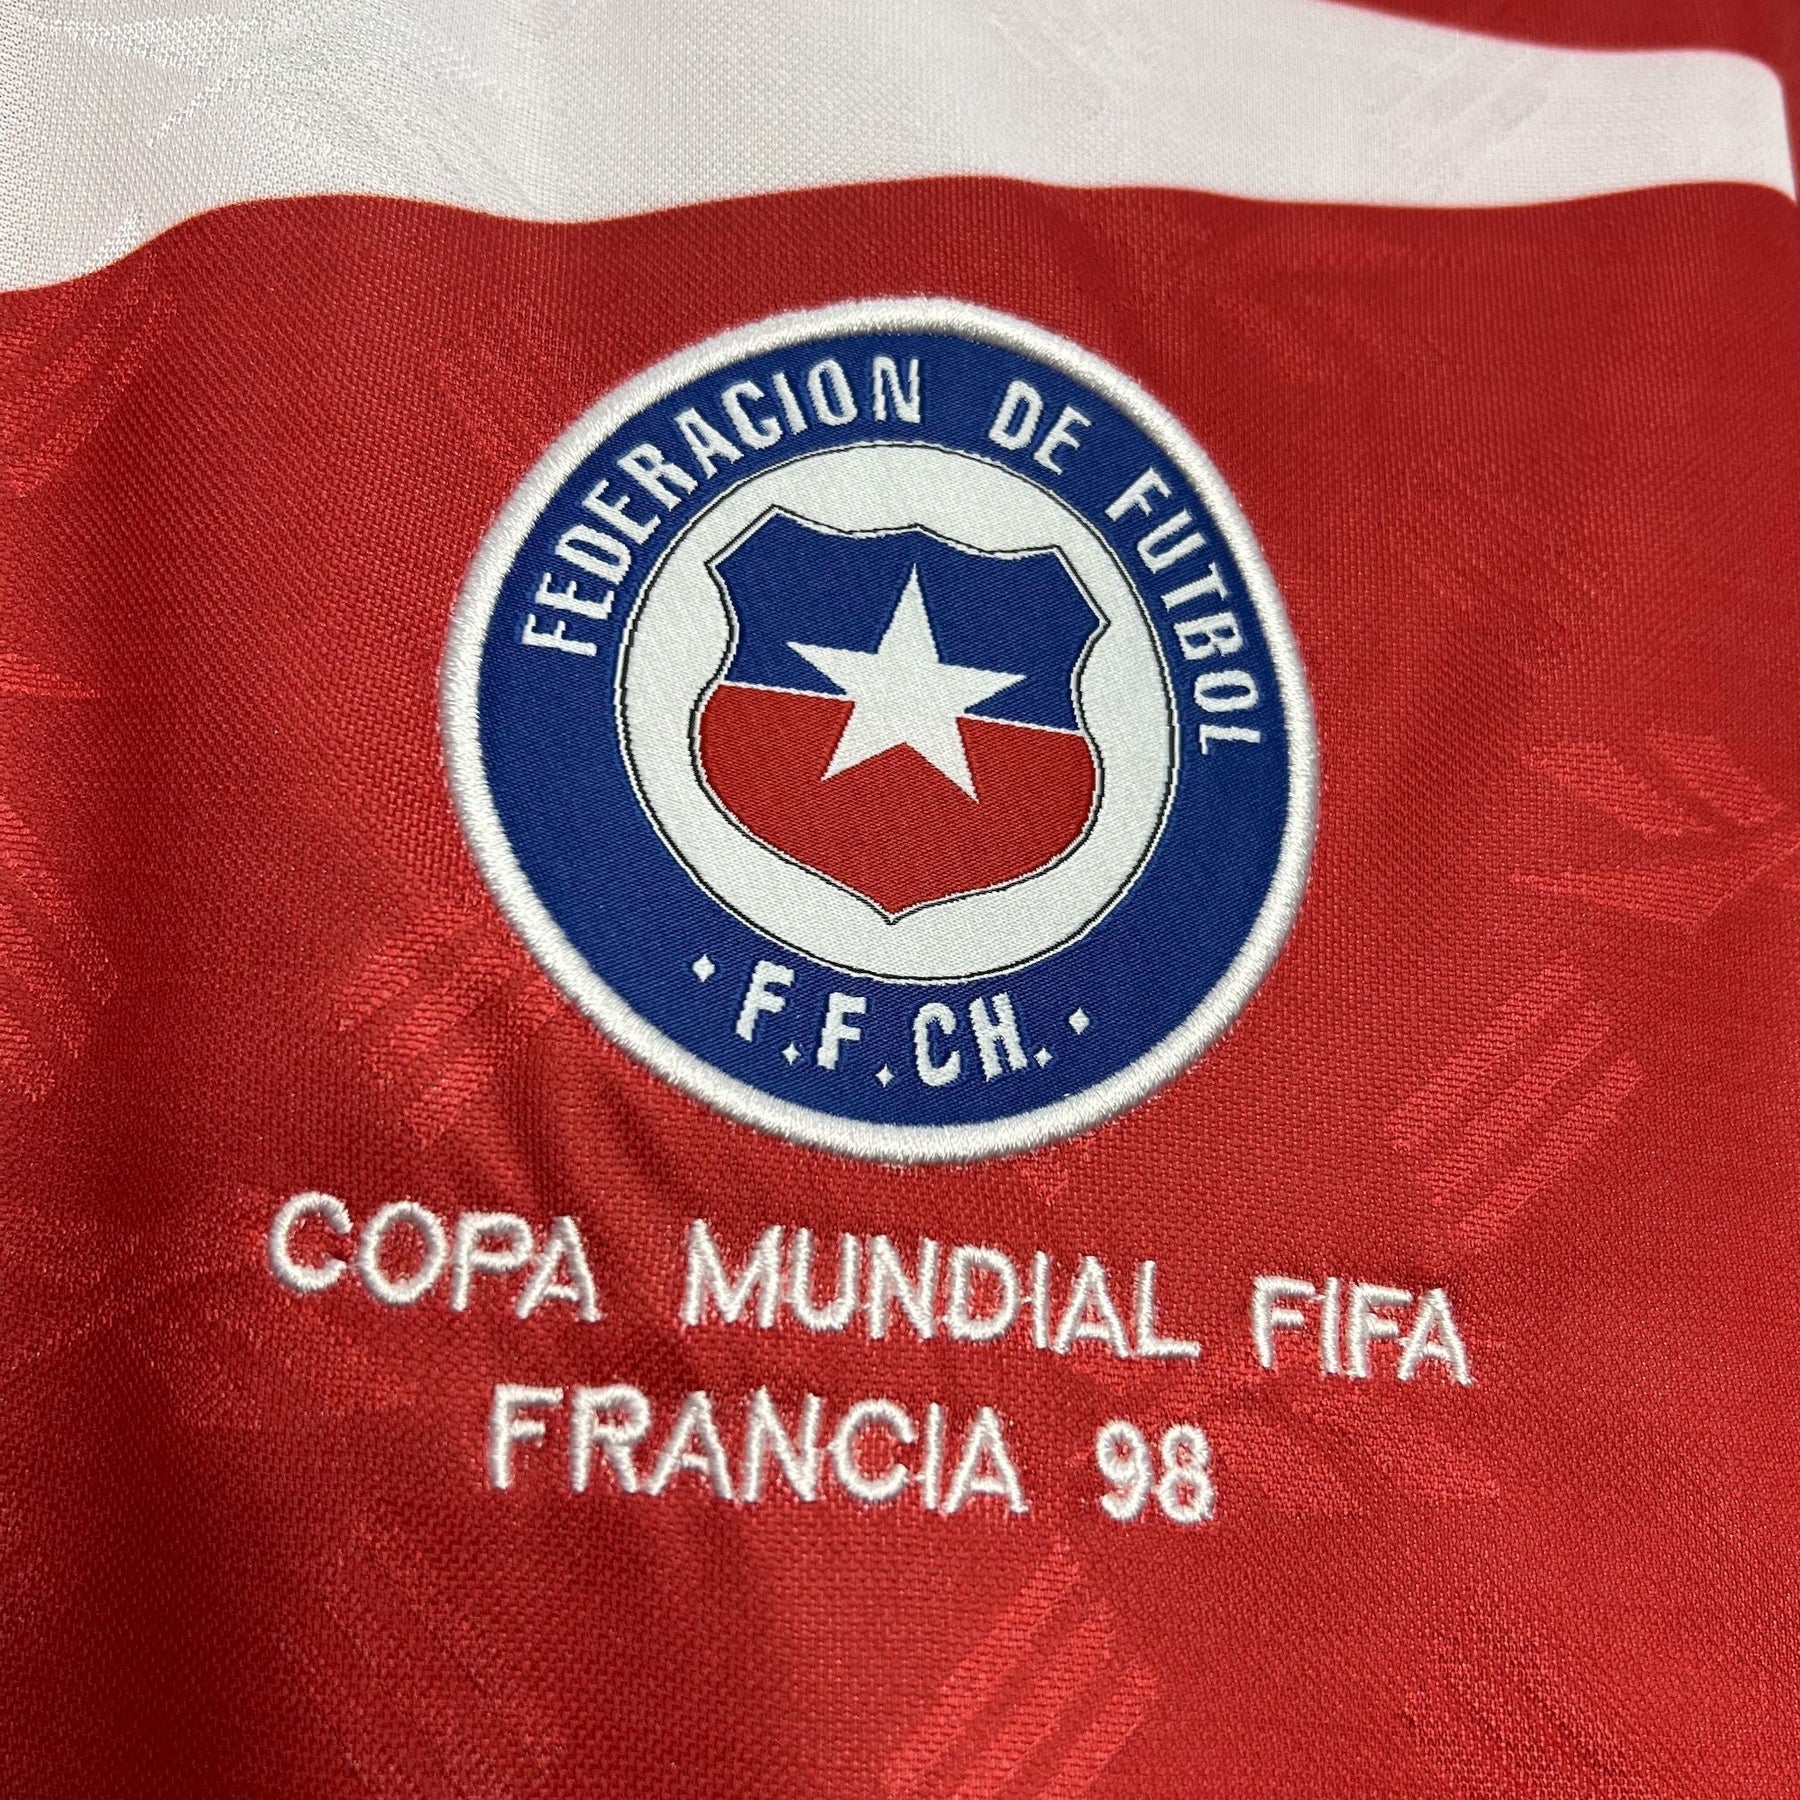 FEDERACION DE FUTBOL
· F.F.CH. ·
COPA MUNDIAL FIFA
FRANCIA 98